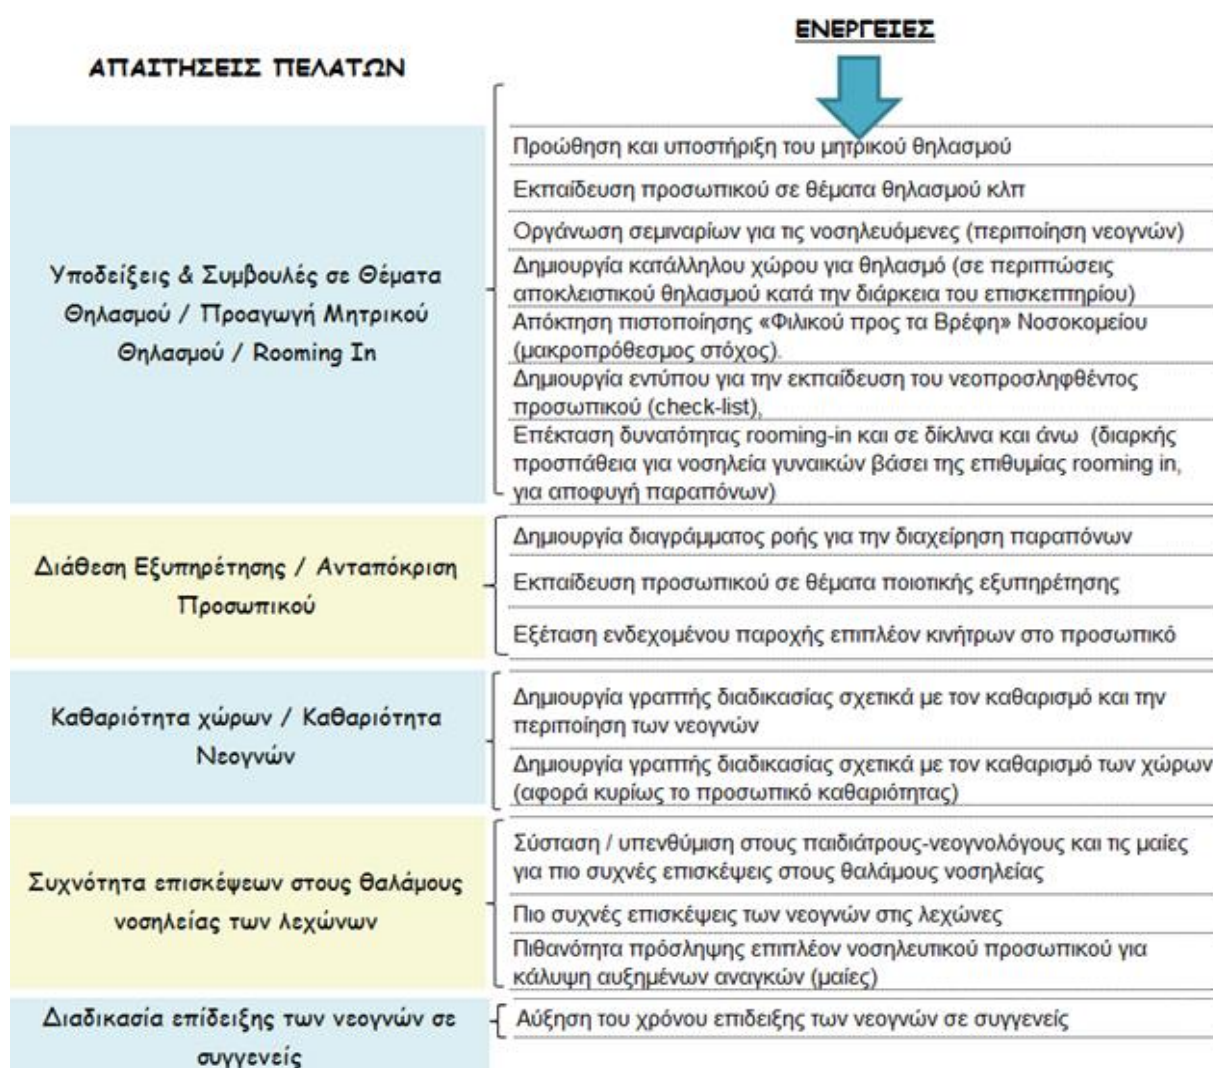 ΕΝΕΡΓΕΙΕΣ
ΑΠΑΙΤΗΣΕΙΣ ΠΕΛΑΤΩΝ
Υποδείξεις & Συμβουλές σε Θέματα
Θηλασμού / Προαγωγή Μητρικού
Θηλασμού / Rooming In
Προώθηση και υποστήριξη του μητρικού θηλασμού
Εκπαίδευση προσωπικού σε θέματα θηλασμού κλπ
Οργάνωση σεμιναρίων για τις νοσηλευόμενες (περιποίηση νεογνών)
Δημιουργία κατάλληλου χώρου για θηλασμό (σε περιπτώσεις
αποκλειστικού θηλασμού κατά την διάρκεια του επισκεπτηρίου)
Απόκτηση πιστοποίησης «Φιλικού προς τα Βρέφη» Νοσοκομείου
(μακροπρόθεσμος στόχος).
Δημιουργία εντύπου για την εκπαίδευση του νεοπροσληφθέντος
προσωπικού (check-list),
Επέκταση δυνατότητας rooming-in και σε δίκλινα και άνω (διαρκής
προσπάθεια για νοσηλεία γυναικών βάσει της επιθυμίας rooming in,
για αποφυγή παραπόνων)
Διάθεση Εξυπηρέτησης / Ανταπόκριση
Προσωπικού
Δημιουργία διαγράμματος ροής για την διαχείρηση παραπόνων
Εκπαίδευση προσωπικού σε θέματα ποιοτικής εξυπηρέτησης
Εξέταση ενδεχομένου παροχής επιπλέον κινήτρων στο προσωπικό
Καθαριότητα χώρων / Καθαριότητα
Νεογνών
Δημιουργία γραπτής διαδικασίας σχετικά με τον καθαρισμό και την
περιποίηση των νεογνών
Δημιουργία γραπτής διαδικασίας σχετικά με τον καθαρισμό των χώρων
(αφορά κυρίως το προσωπικό καθαριότητας)
Συχνότητα επισκέψεων στους θαλάμους
νοσηλείας των λεχώνων
Σύσταση / υπενθύμιση στους παιδιάτρους-νεογνολόγους και τις μαίες
για πιο συχνές επισκέψεις στους θαλάμους νοσηλείας
Πιο συχνές επισκέψεις των νεογνών στις λεχώνες
Πιθανότητα πρόσληψης επιπλέον νοσηλευτικού προσωπικού για
κάλυψη αυξημένων αναγκών (μαίες)
Διαδικασία επίδειξης των νεογνών σε
συγγενείς
Αύξηση του χρόνου επιδειξης των νεογνών σε συγγενείς